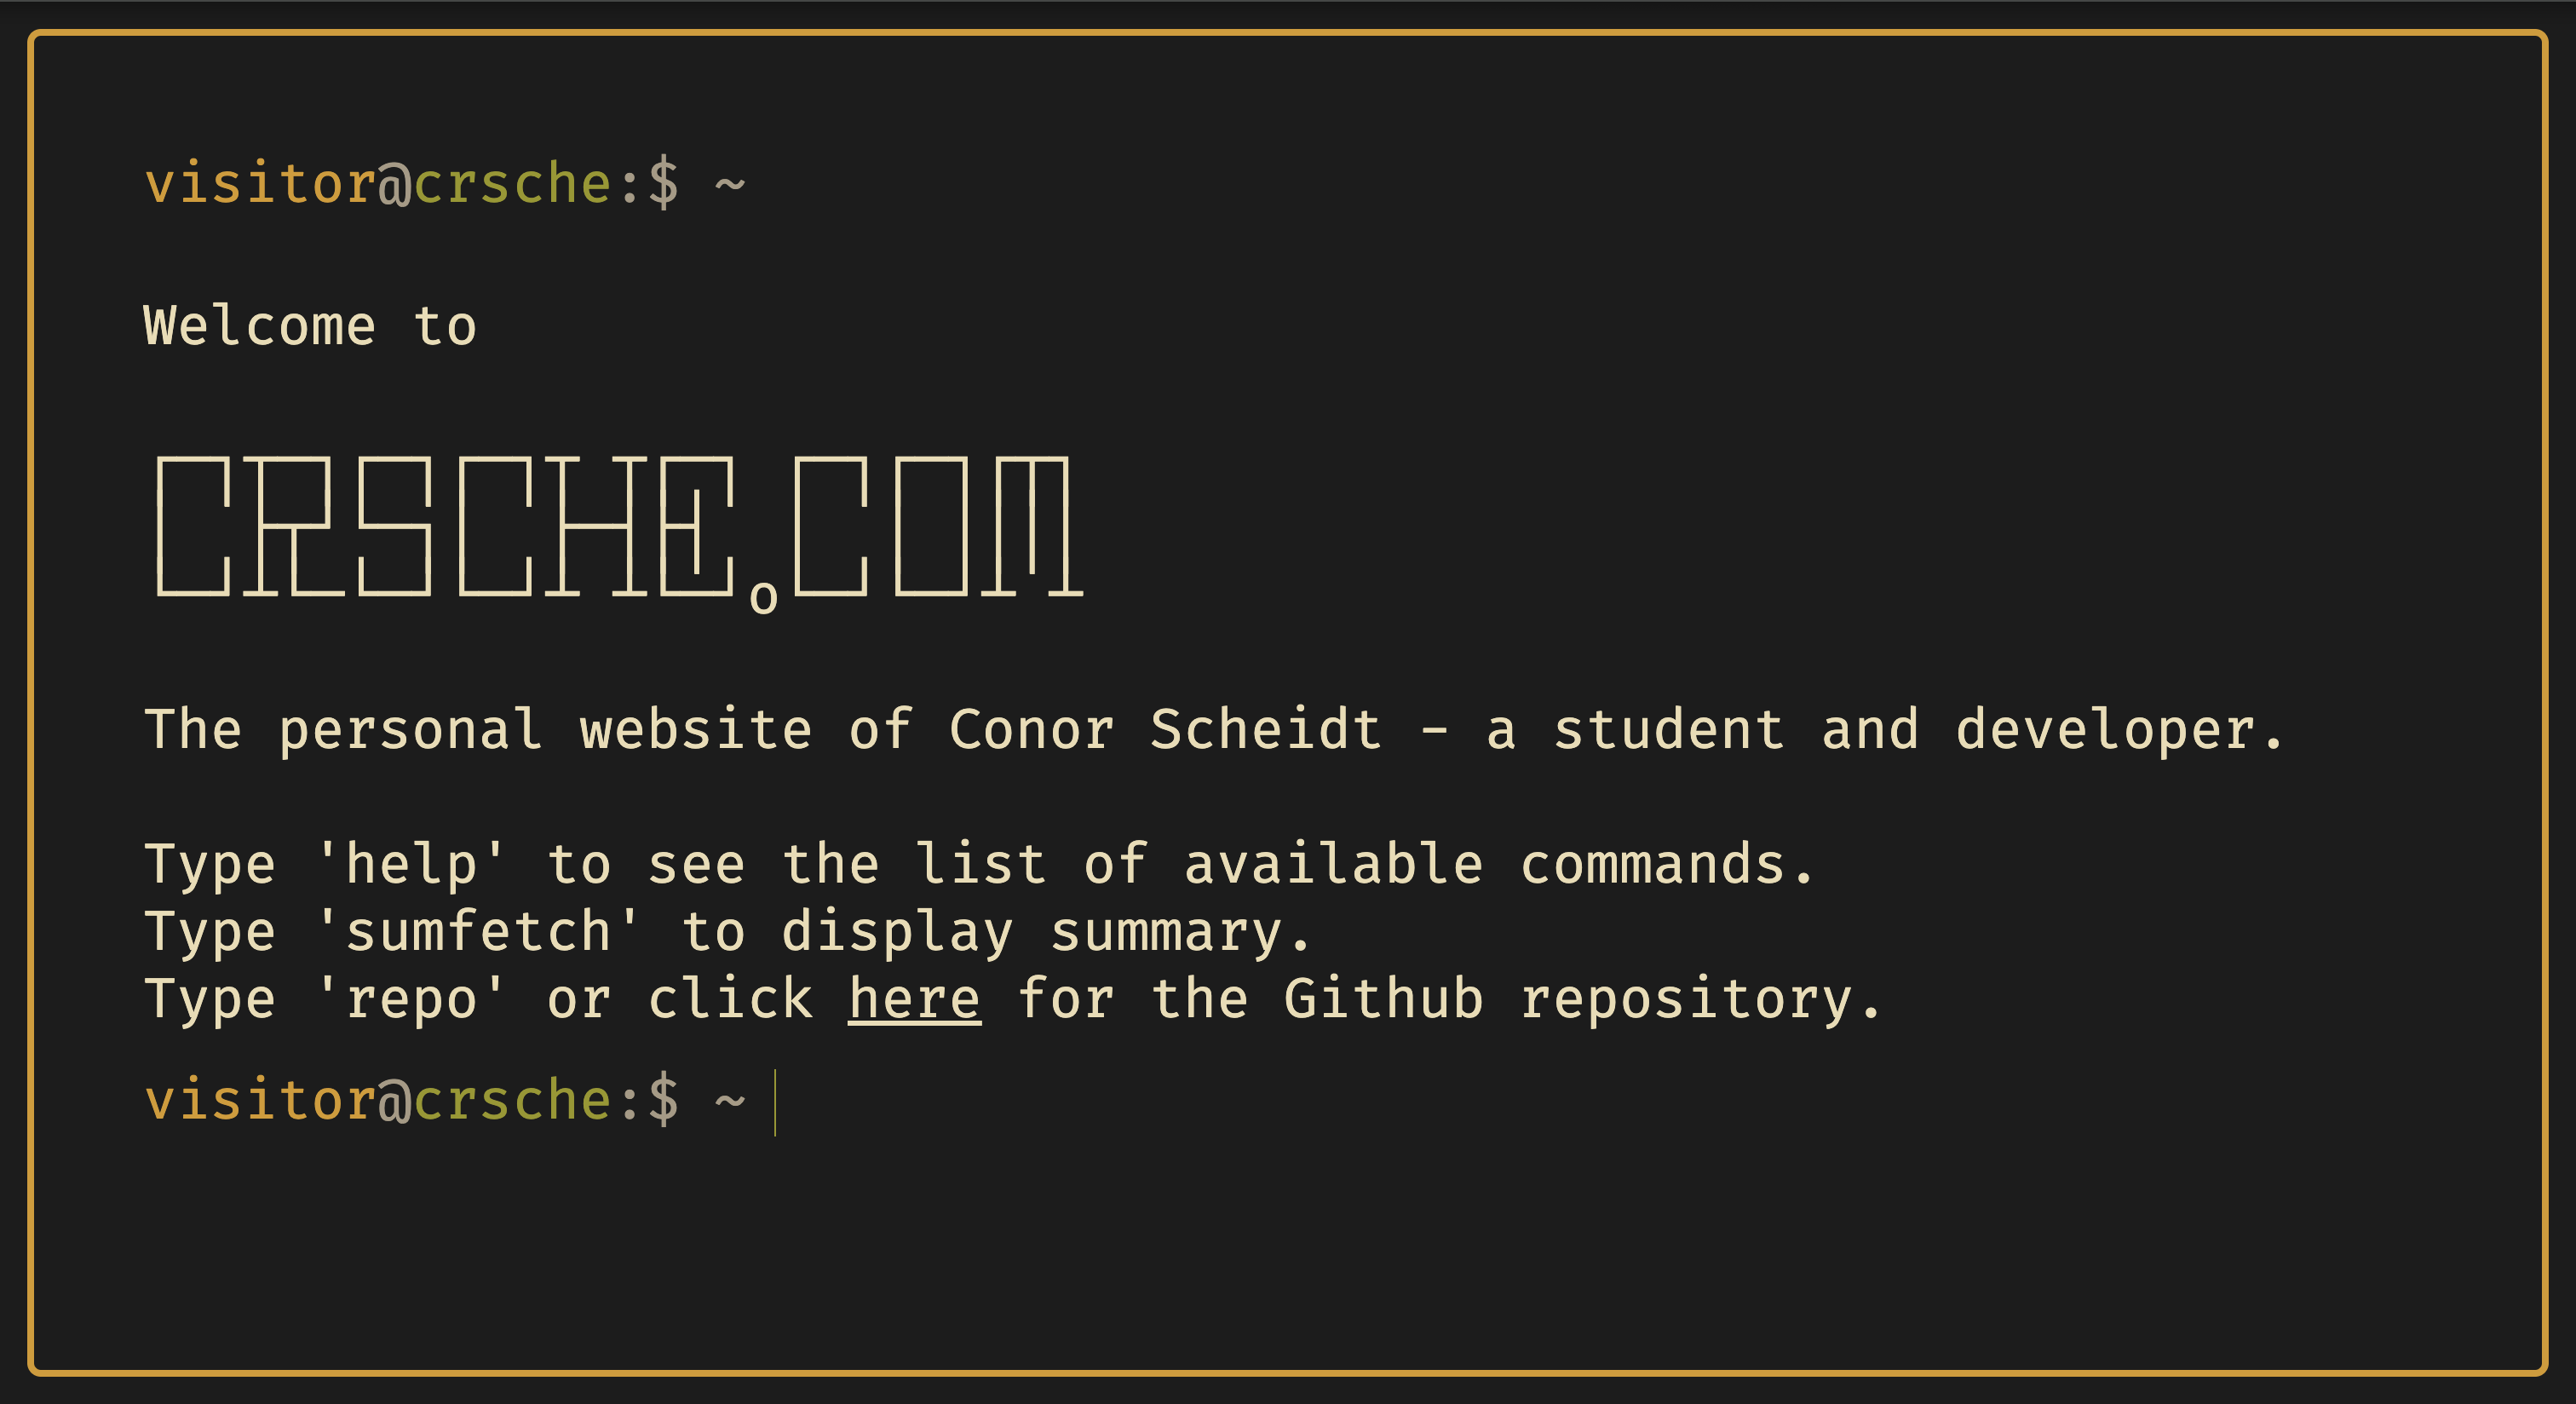 visitor@crsche:$ ~
Welcome to
CRSCHE.COM
The personal website of Conor Scheidt - a student and developer.
Type 'help' to see the list of available commands.
Type 'sumfetch' to display summary.
Type 'repo' or click here for the Github repository.
visitor@crsche:$ ~